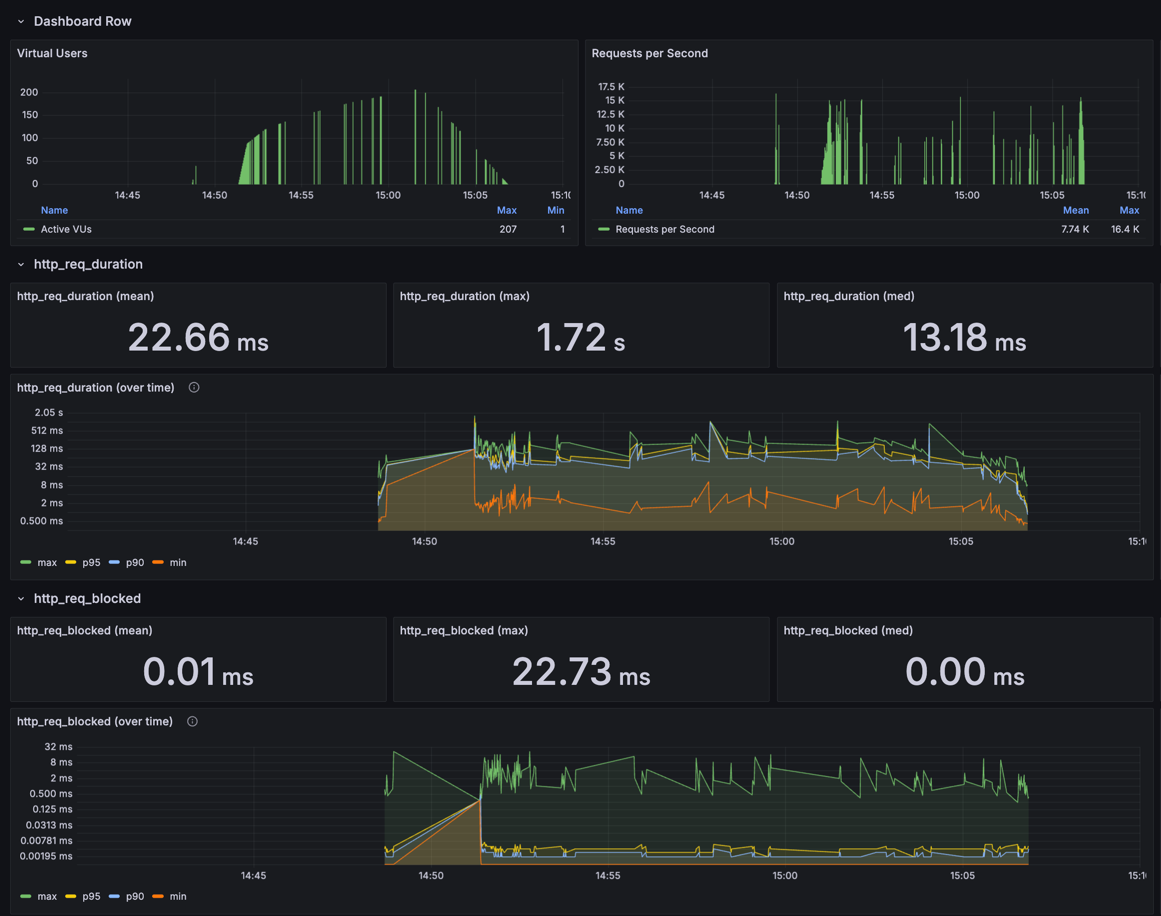 Dashboard Row
Virtual Users
200
150
100
50
0
14:45 14:50 14:55 15:00 15:05 15:10
Name Max Min
Active VUs 207 1
Requests per Second
17.5 K
15 K
12.5 K
10 K
7.50 K
5 K
2.50 K
0
14:45 14:50 14:55 15:00 15:05 15:10
Name Mean Max
Requests per Second 7.74 K 16.4 K
http_req_duration
http_req_duration (mean)
22.66 ms
http_req_duration (max)
1.72 s
http_req_duration (med)
13.18 ms
http_req_duration (over time)
2.05 s
512 ms
128 ms
32 ms
8 ms
2 ms
0.500 ms
14:45 14:50 14:55 15:00 15:05 15:1
max p95 p90 min
http_req_blocked
http_req_blocked (mean)
0.01 ms
http_req_blocked (max)
22.73 ms
http_req_blocked (med)
0.00 ms
http_req_blocked (over time)
32 ms
8 ms
2 ms
0.500 ms
0.125 ms
0.0313 ms
0.00781 ms
0.00195 ms
14:45 14:50 14:55 15:00 15:05 15:1
max p95 p90 min